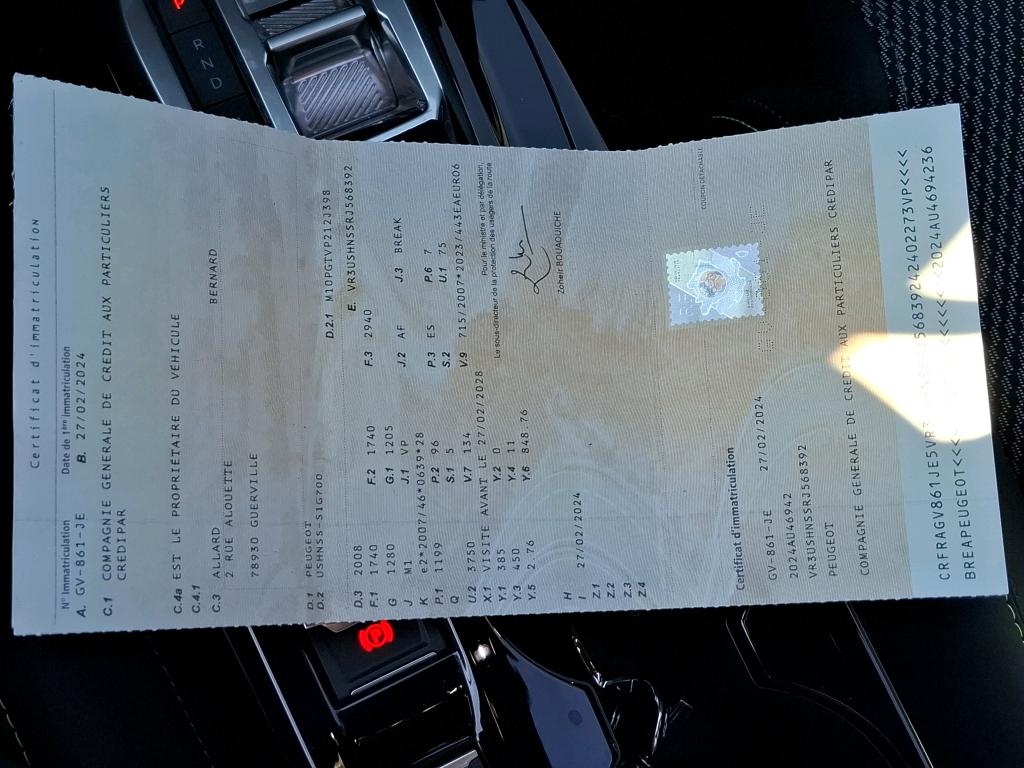 Certificat d'immatriculation
N° Immatriculation Date de 1ère immatriculation
A. GV-861-JE B. 27/02/2024
C.1 COMPAGNIE GENERALE DE CREDIT AUX PARTICULIERS
CREDIPAR
C.4a EST LE PROPRIÉTAIRE DU VÉHICULE
C.4.1
C.3 ALLARD BERNARD
2 RUE ALOUETTE
78930 GUERVILLE
D.1 PEUGEOT
D.2 USHNSS-S1G700 D.2.1 M10PGTVP212J398
D.3 2008 E. VR3USHNSSRJ568392
F.1 1740 F.2 1740 F.3 2940
G 1280 G.1 1205
J M1 J.1 VP J.2 AF J.3 BREAK
K e2*2007/46*0639*28
P.1 1199 P.2 96 P.3 ES P.6 7
Q S.1 5 S.2 U.1 75
U.2 3750 V.7 134 V.9 715/2007*2023/443EAEURO6
X.1 VISITE AVANT LE 27/02/2028
Y.1 385 Y.2 0
Y.3 450 Y.4 11
Y.5 2.76 Y.6 848.76
Pour le ministre et par délégation,
Le sous-directeur de la protection des usagers de la route
H
I 27/02/2024
Zoheir BOUAOUICHE
Z.1
Z.2
Z.3
Z.4
COUPON DÉTACHABLE
Certificat d'immatriculation
GV-861-JE 27/02/2024
2024AU46942
VR3USHNSSRJ568392
PEUGEOT
COMPAGNIE GENERALE DE CREDIT AUX PARTICULIERS CREDIPAR
CRFRAGV861JE5VR3 56839242402273VP<<<
BREAPEUGEOT<<< 2024AU4694236
R
N
D
P